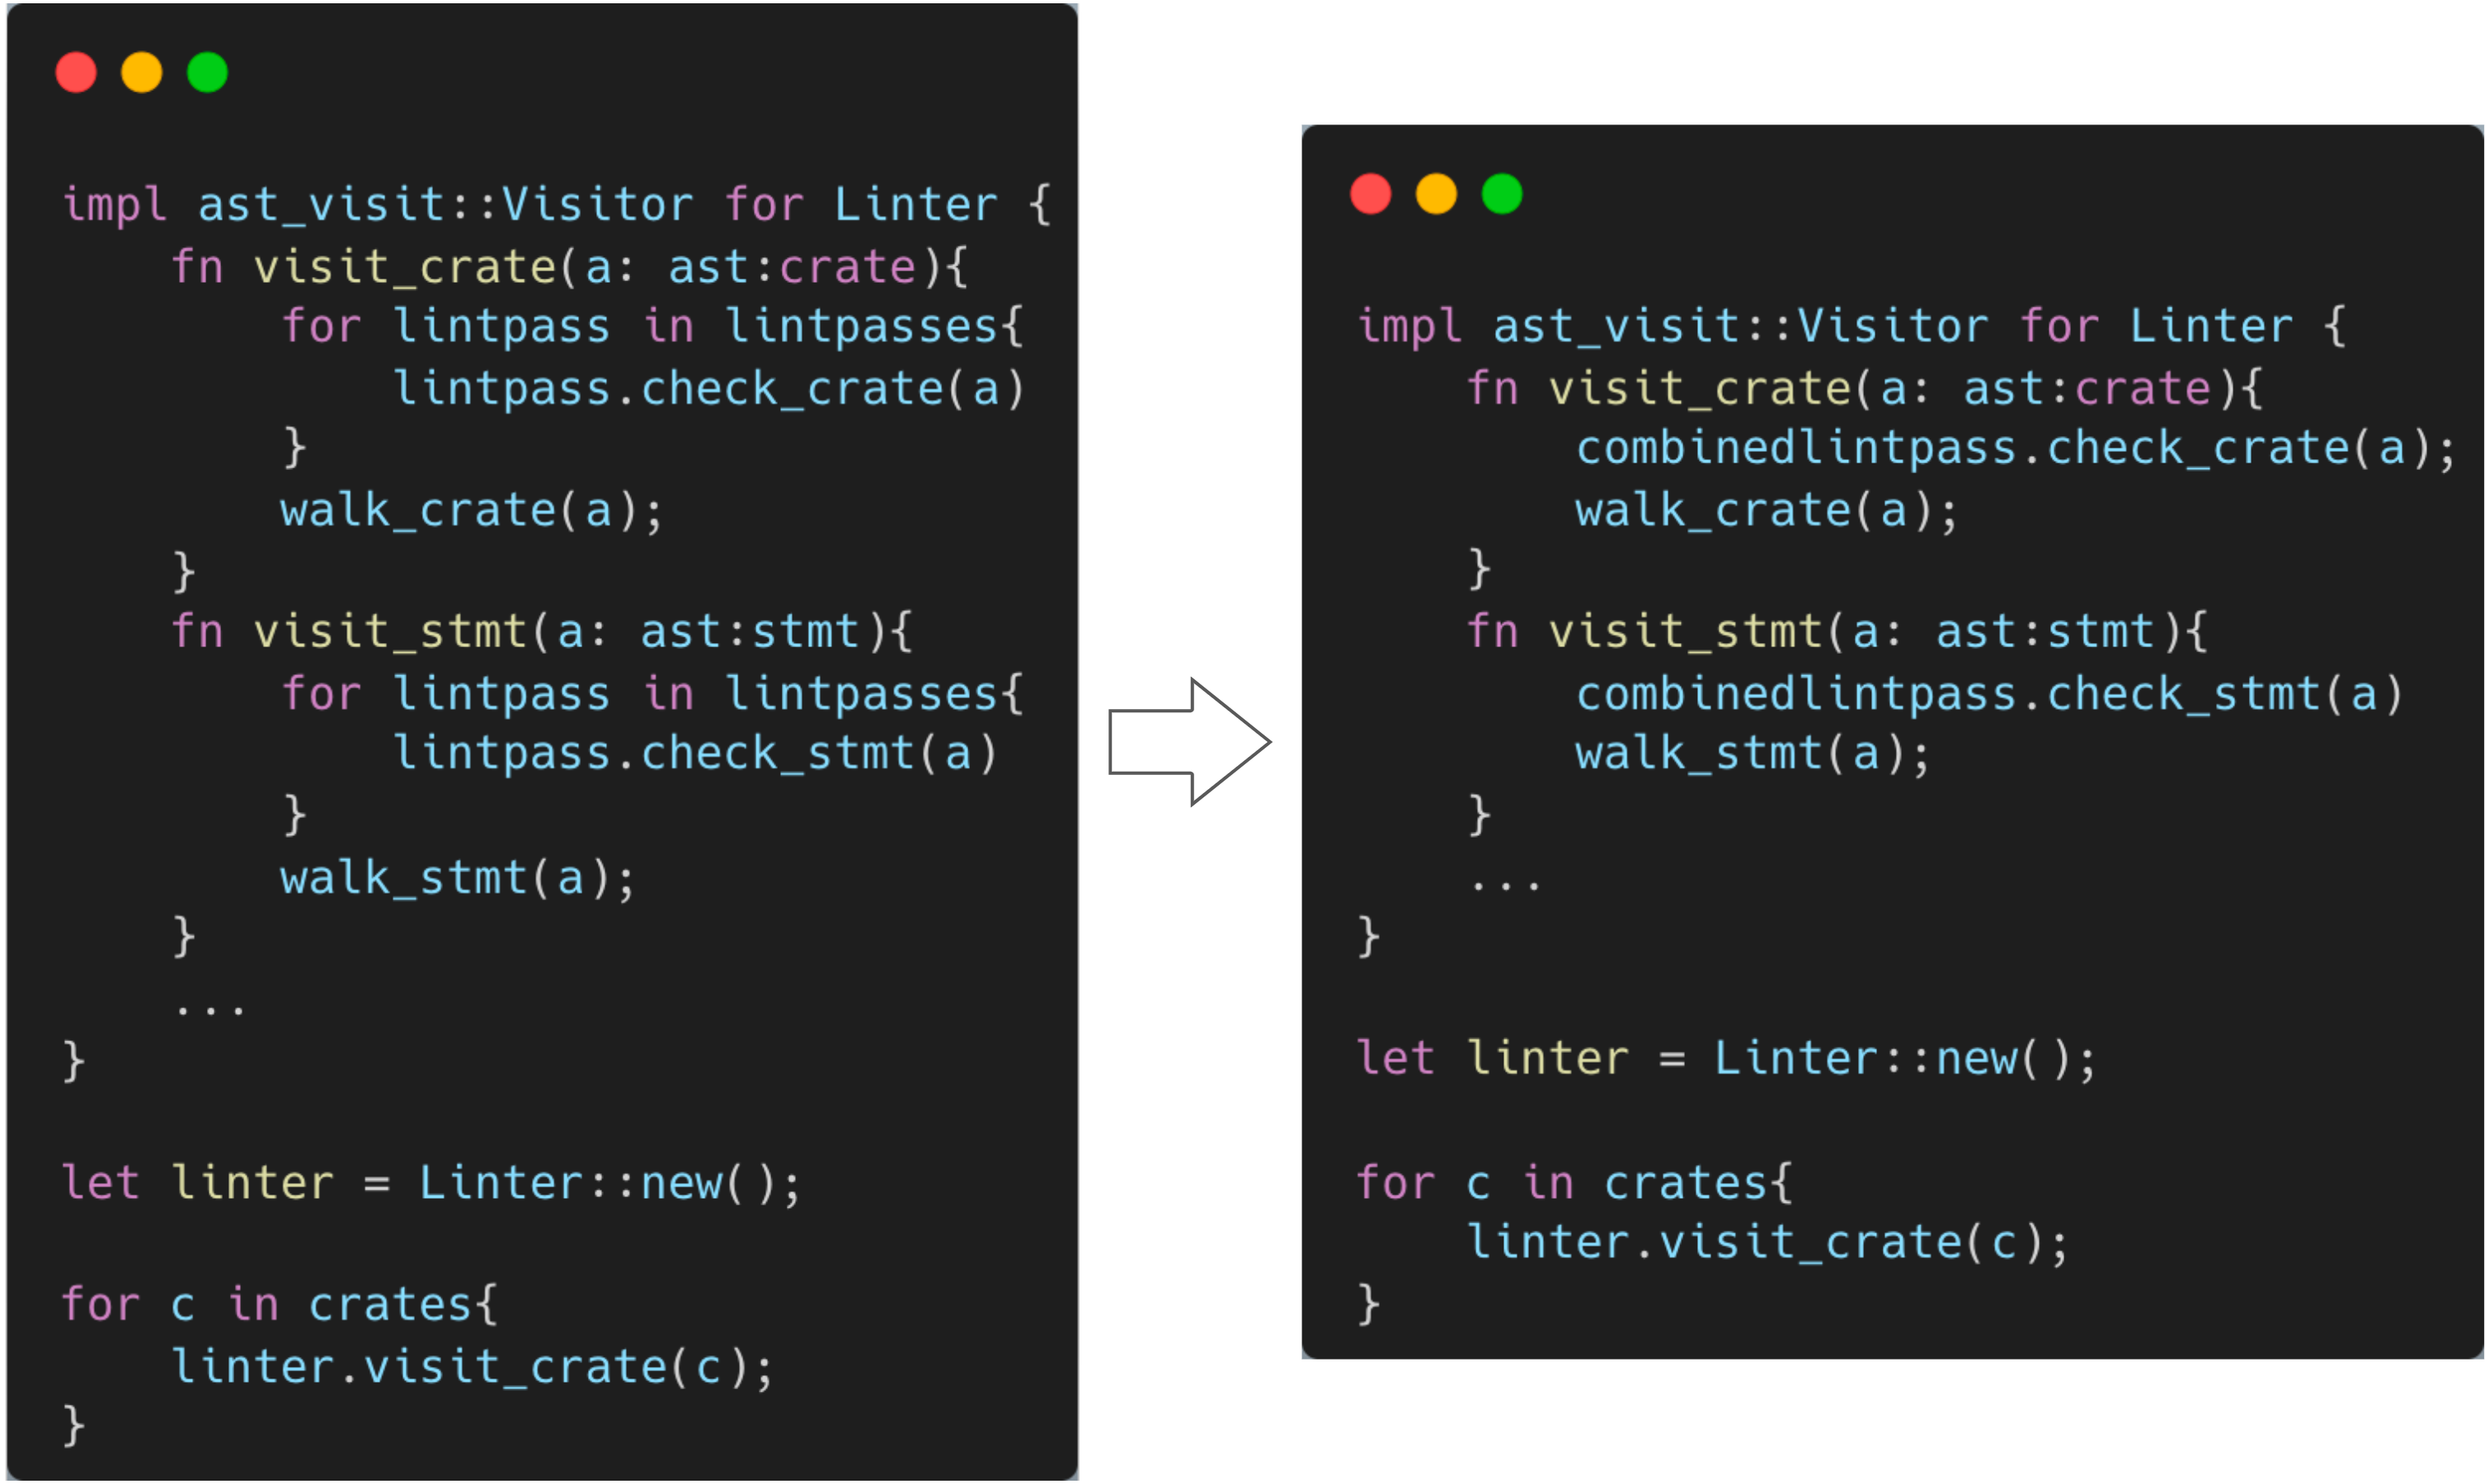 impl ast_visit::Visitor for Linter {
    fn visit_crate(a: ast:crate){
        for lintpass in lintpasses{
            lintpass.check_crate(a)
        }
        walk_crate(a);
    }
    fn visit_stmt(a: ast:stmt){
        for lintpass in lintpasses{
            lintpass.check_stmt(a)
        }
        walk_stmt(a);
    }
    ...
}

let linter = Linter::new();

for c in crates{
    linter.visit_crate(c);
}

impl ast_visit::Visitor for Linter {
    fn visit_crate(a: ast:crate){
        combinedlintpass.check_crate(a);
        walk_crate(a);
    }
    fn visit_stmt(a: ast:stmt){
        combinedlintpass.check_stmt(a)
        walk_stmt(a);
    }
    ...
}

let linter = Linter::new();

for c in crates{
    linter.visit_crate(c);
}